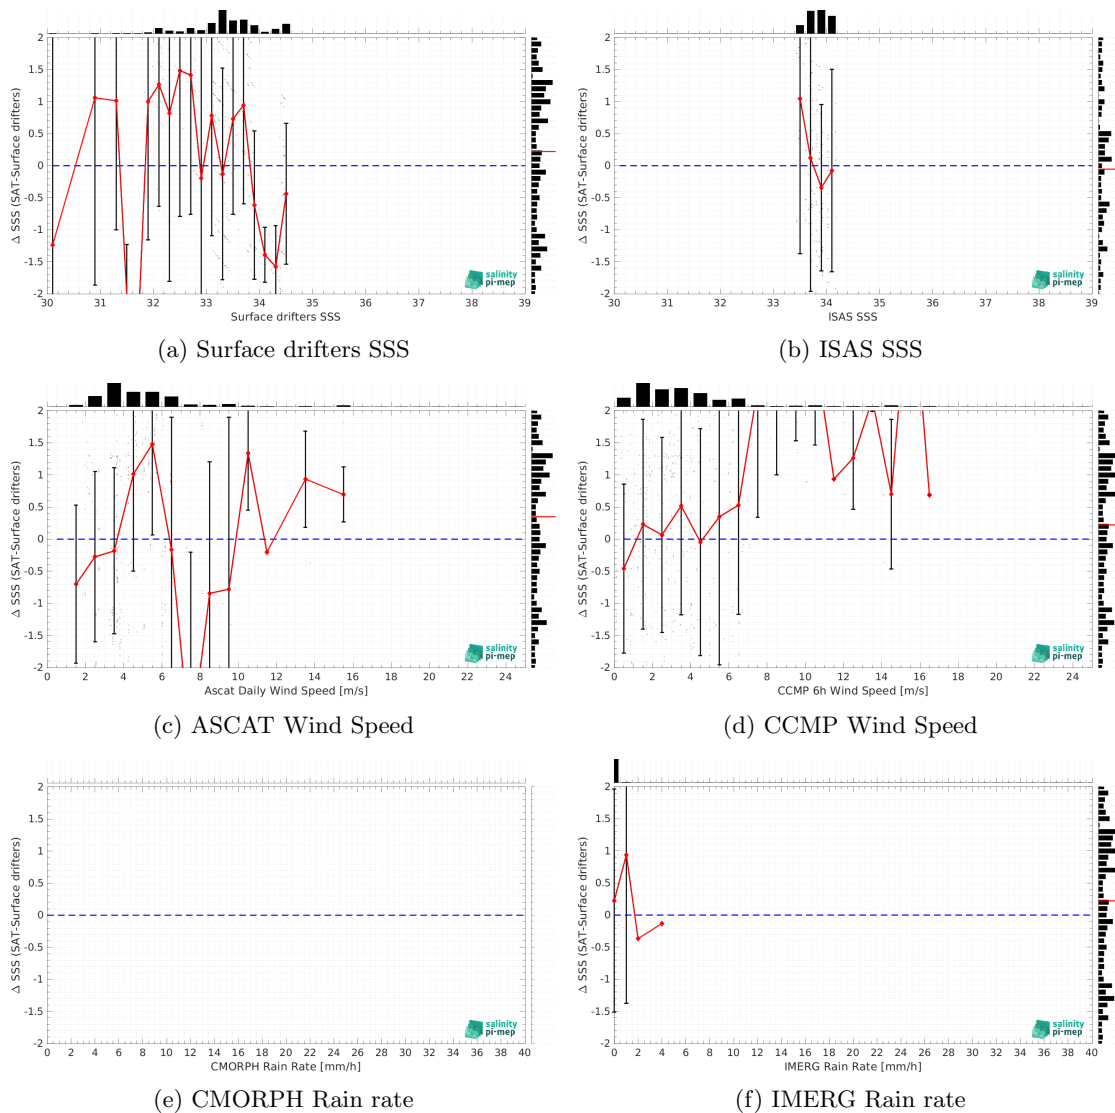 2
1.5
1
0.5
0
-0.5
-1
-1.5
-2
Δ SSS (SAT-Surface drifters)
30 31 32 33 34 35 36 37 38 39
Surface drifters SSS
salinity
pi-mep
(a) Surface drifters SSS
2
1.5
1
0.5
0
-0.5
-1
-1.5
-2
Δ SSS (SAT-Surface drifters)
30 31 32 33 34 35 36 37 38 39
ISAS SSS
salinity
pi-mep
(b) ISAS SSS
2
1.5
1
0.5
0
-0.5
-1
-1.5
-2
Δ SSS (SAT-Surface drifters)
0 2 4 6 8 10 12 14 16 18 20 22 24
Ascat Daily Wind Speed [m/s]
salinity
pi-mep
(c) ASCAT Wind Speed
2
1.5
1
0.5
0
-0.5
-1
-1.5
-2
Δ SSS (SAT-Surface drifters)
0 2 4 6 8 10 12 14 16 18 20 22 24
CCMP 6h Wind Speed [m/s]
salinity
pi-mep
(d) CCMP Wind Speed
2
1.5
1
0.5
0
-0.5
-1
-1.5
-2
Δ SSS (SAT-Surface drifters)
0 2 4 6 8 10 12 14 16 18 20 22 24 26 28 30 32 34 36 38 40
CMORPH Rain Rate [mm/h]
salinity
pi-mep
(e) CMORPH Rain rate
2
1.5
1
0.5
0
-0.5
-1
-1.5
-2
Δ SSS (SAT-Surface drifters)
0 2 4 6 8 10 12 14 16 18 20 22 24 26 28 30 32 34 36 38 40
IMERG Rain Rate [mm/h]
salinity
pi-mep
(f) IMERG Rain rate